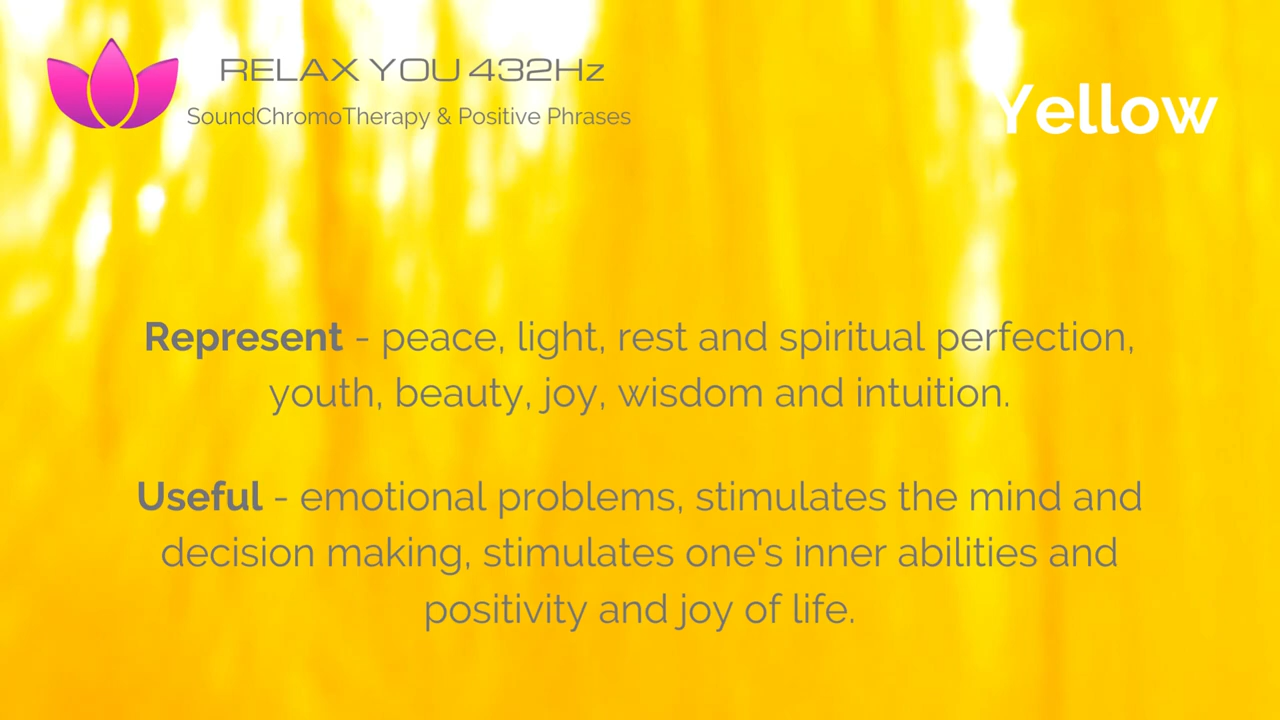 RELAX YOU 432Hz
SoundChromoTherapy & Positive Phrases
Yellow
Represent - peace, light, rest and spiritual perfection,
youth, beauty, joy, wisdom and intuition.
Useful - emotional problems, stimulates the mind and
decision making, stimulates one's inner abilities and
positivity and joy of life.